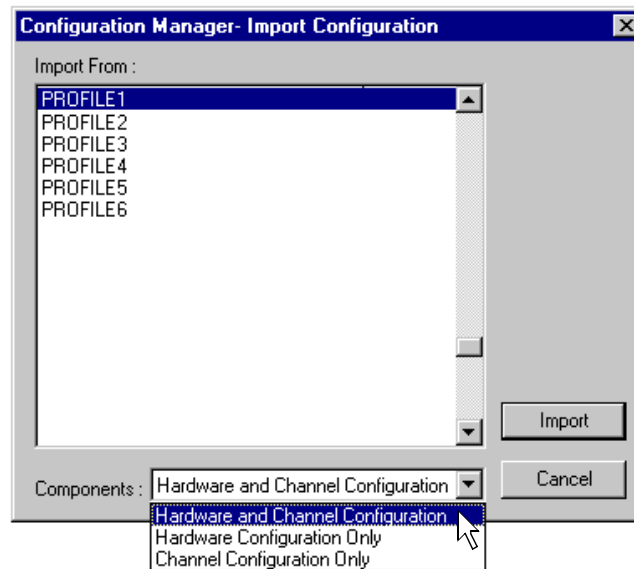 Configuration Manager- Import Configuration
Import From :
PROFILE1
PROFILE2
PROFILE3
PROFILE4
PROFILE5
PROFILE6
Import
Components : Hardware and Channel Configuration
Cancel
Hardware and Channel Configuration
Hardware Configuration Only
Channel Configuration Only